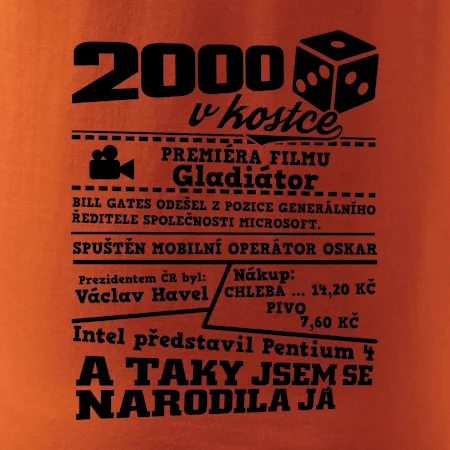 2000
v kostce
PREMIÉRA FILMU
Gladiátor
BILL GATES ODEŠEL Z POZICE GENERÁLNÍHO
ŘEDITELE SPOLEČNOSTI MICROSOFT.
SPUŠTĚN MOBILNÍ OPERÁTOR OSKAR
Prezidentem ČR byl:
Václav Havel
Nákup:
CHLEBA ... 14,20 KČ
PIVO
7,60 KČ
Intel představil Pentium 4
A TAKY JSEM SE
NARODILA JÁ